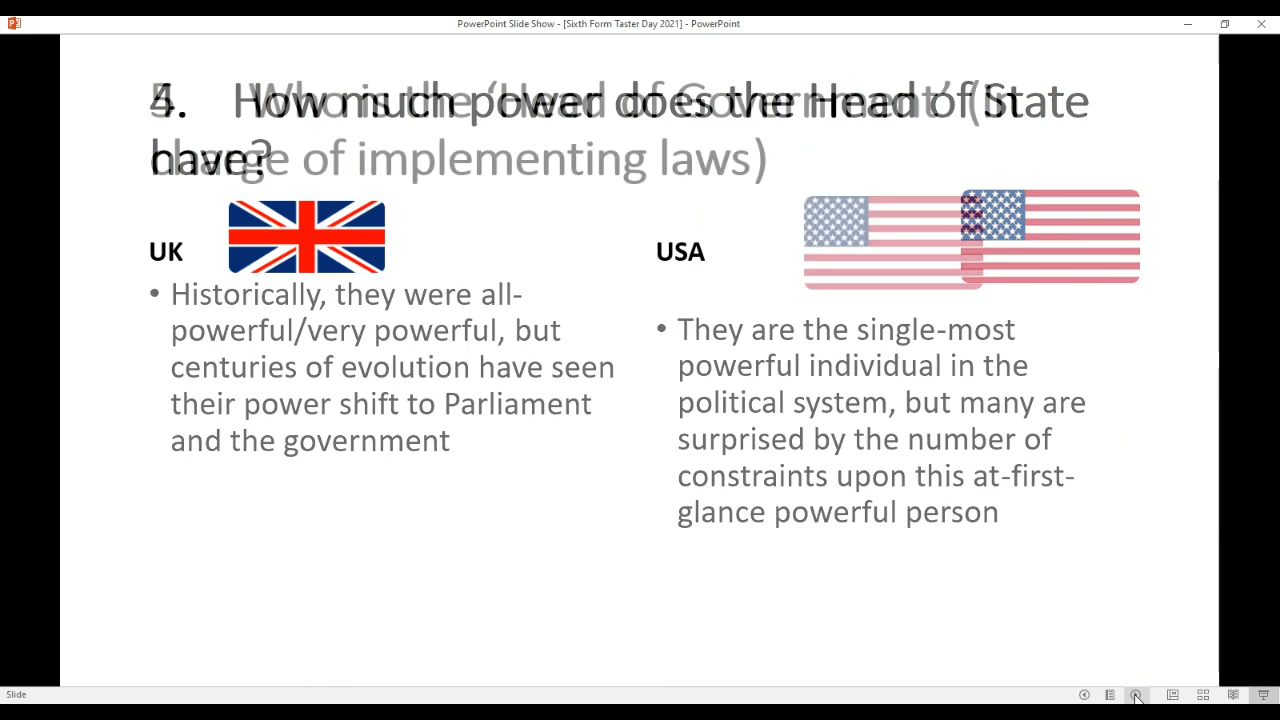 PowerPoint Slide Show - [Sixth Form Taster Day 2021] - PowerPoint
4. How much power does the Head of State
have?
5. Who is the ‘Head of Government’ (in
charge of implementing laws)
UK
USA
• Historically, they were all-
powerful/very powerful, but
centuries of evolution have seen
their power shift to Parliament
and the government
• They are the single-most
powerful individual in the
political system, but many are
surprised by the number of
constraints upon this at-first-
glance powerful person
Slide